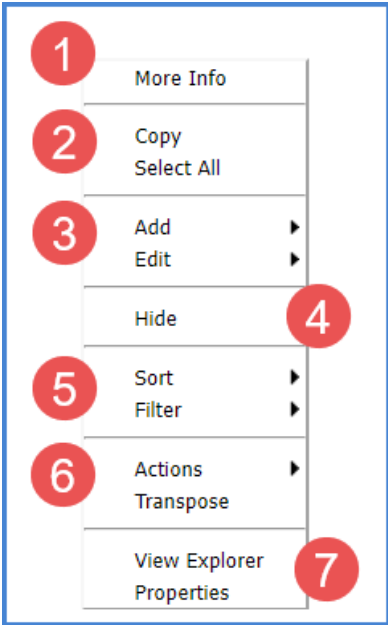 1
More Info
2
Copy
Select All
3
Add
Edit
Hide
4
5
Sort
Filter
6
Actions
Transpose
View Explorer
7
Properties